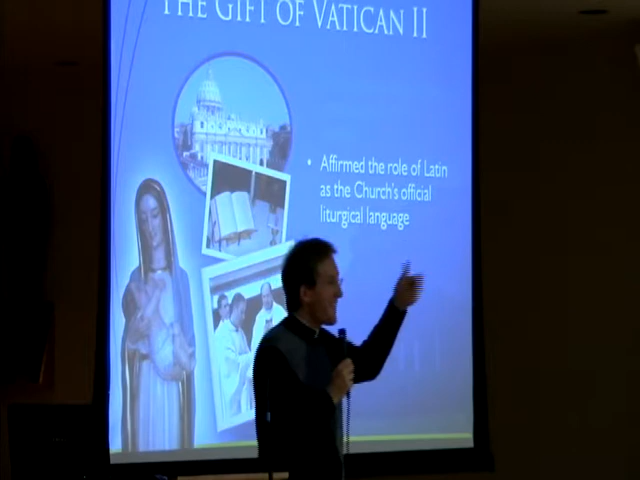 THE GIFT OF VATICAN II
• Affirmed the role of Latin
as the Church's official
liturgical language